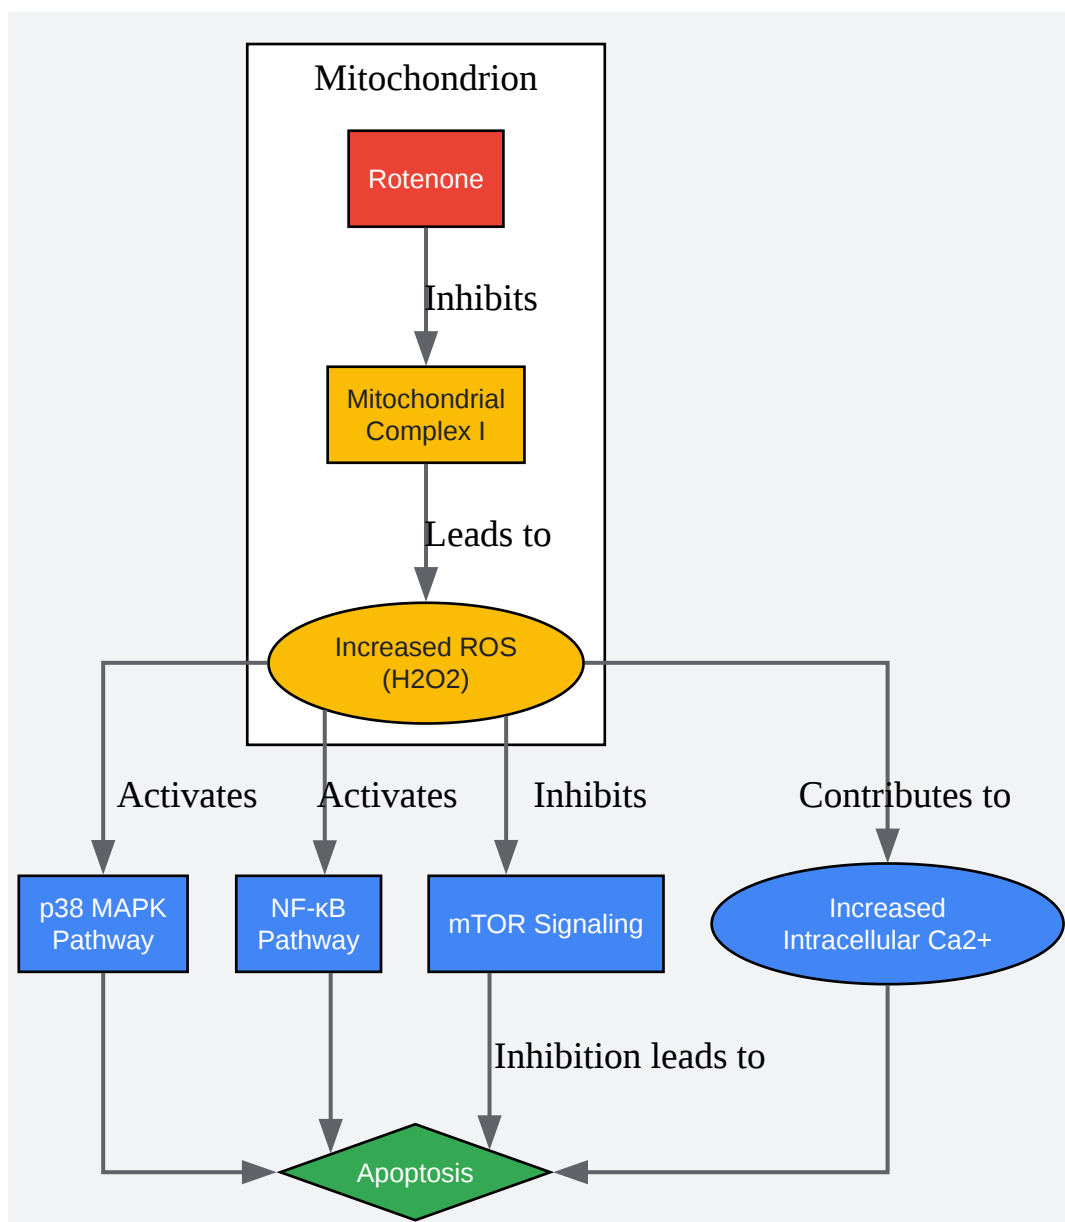 Mitochondrion
Rotenone
Inhibits
Mitochondrial
Complex I
Leads to
Increased ROS
(H2O2)
Activates
Activates
Inhibits
Contributes to
p38 MAPK
Pathway
NF-κB
Pathway
mTOR Signaling
Increased
Intracellular Ca2+
Inhibition leads to
Apoptosis